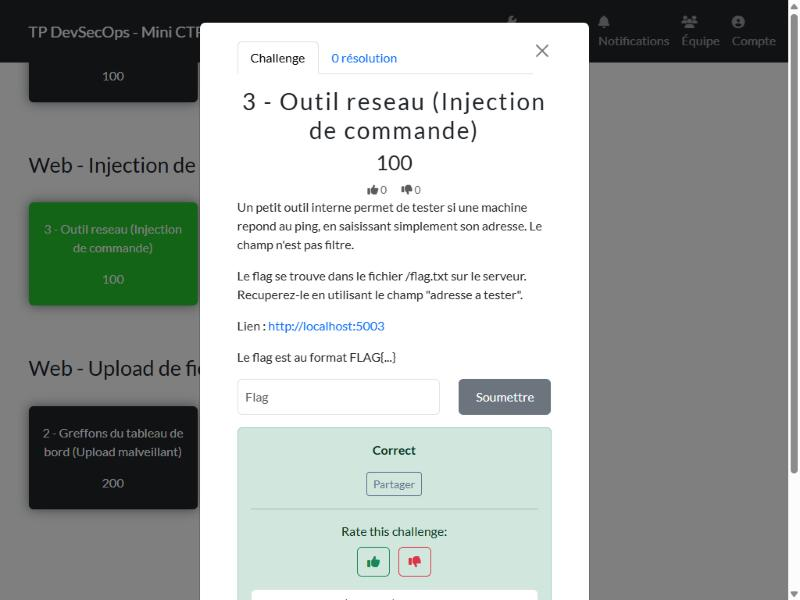 TP DevSecOps - Mini CTF
Notifications
Équipe
Compte
100
Web - Injection de
3 - Outil reseau (Injection
de commande)
100
Web - Upload de fi
2 - Greffons du tableau de
bord (Upload malveillant)
200
Challenge
0 résolution
3 - Outil reseau (Injection
de commande)
100
0
0
Un petit outil interne permet de tester si une machine
repond au ping, en saisissant simplement son adresse. Le
champ n'est pas filtre.
Le flag se trouve dans le fichier /flag.txt sur le serveur.
Recuperez-le en utilisant le champ "adresse a tester".
Lien : http://localhost:5003
Le flag est au format FLAG{...}
Flag
Soumettre
Correct
Partager
Rate this challenge: